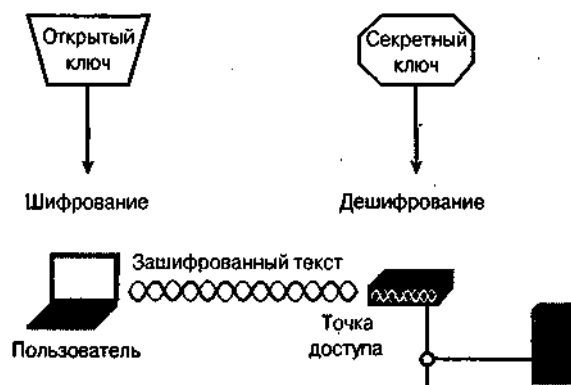 Открытый
ключ
Секретный
ключ
Шифрование
Дешифрование
Зашифрованный текст
Пользователь
Точка
доступа